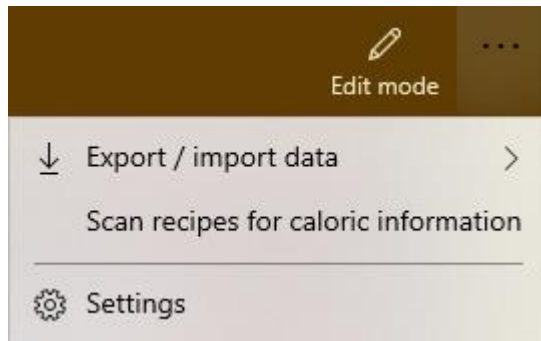 Edit mode
Export / import data
Scan recipes for caloric information
Settings